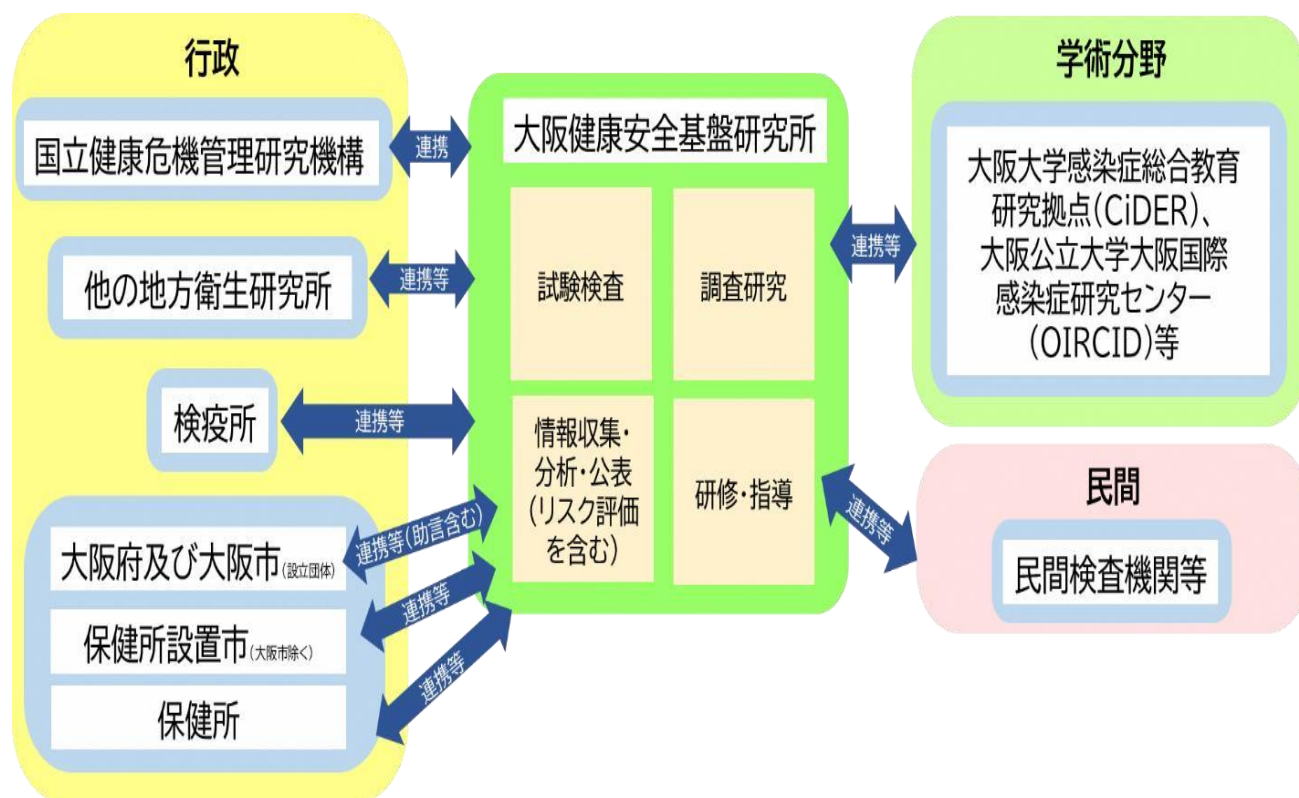 行政
国立健康危機管理研究機構
連携
他の地方衛生研究所
連携等
検疫所
連携等
大阪府及び大阪市(設立団体)
連携等(助言含む)
保健所設置市(大阪市除く)
連携等
保健所
連携等
大阪健康安全基盤研究所
試験検査
調査研究
情報収集・
分析・公表
(リスク評価
を含む)
研修・指導
学術分野
連携等
大阪大学感染症総合教育
研究拠点(CiDER)、
大阪公立大学大阪国際
感染症研究センター
(OIRCID)等
民間
連携等
民間検査機関等